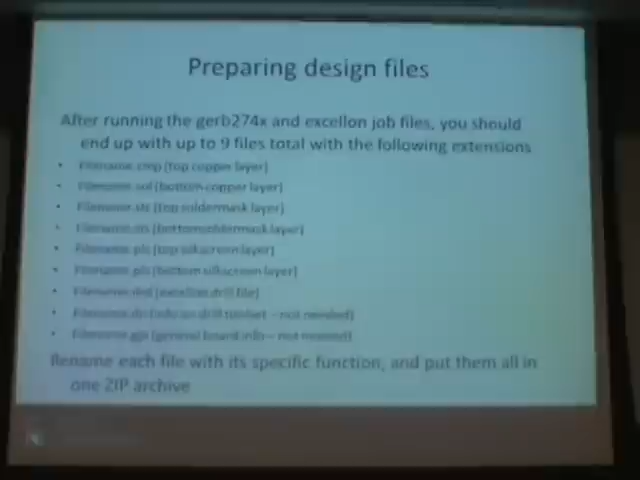 Preparing design files
After running the gerb274x and excellon job files, you should
end up with up to 9 files total with the following extensions
• Filename.cmp (top copper layer)
• Filename.sol (bottom copper layer)
• Filename.stc (top soldermask layer)
• Filename.sts (bottom soldermask layer)
• Filename.plc (top silkscreen layer)
• Filename.pls (bottom silkscreen layer)
• Filename.drd (excellon drill file)
• Filename.dri (info on drill toolset – not needed)
• Filename.gpi (general board info – not needed)
Rename each file with its specific function, and put them all in
one ZIP archive